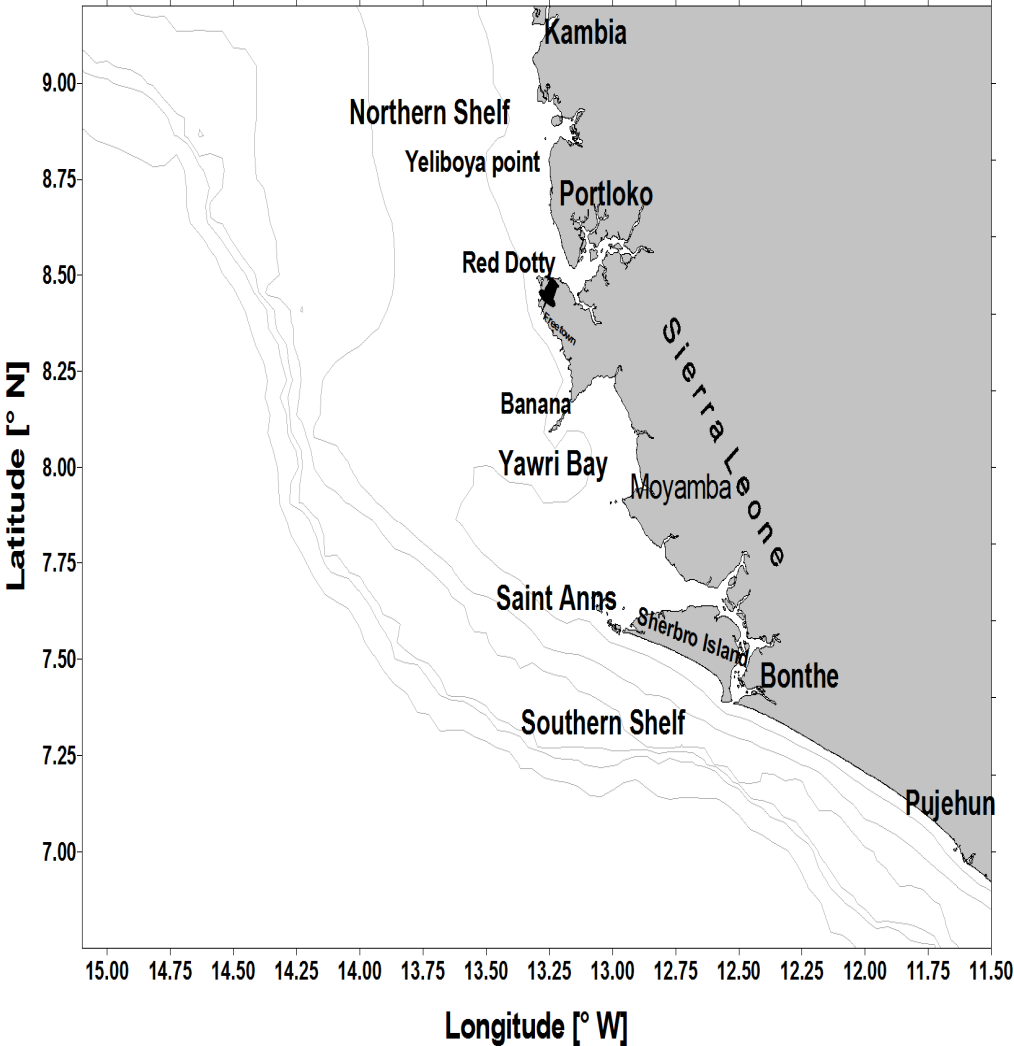 Kambia
9.00
Northern Shelf
Yeliboya point
8.75
Portloko
Red Dotty
8.50
Freetown
Sierra Leone
8.25
Latitude [° N]
Banana
Yawri Bay
8.00
Moyamba
7.75
Saint Anns
Sherbro Island
7.50
Bonthe
Southern Shelf
7.25
Pujehun
7.00
15.00 14.75 14.50 14.25 14.00 13.75 13.50 13.25 13.00 12.75 12.50 12.25 12.00 11.75 11.50
Longitude [° W]